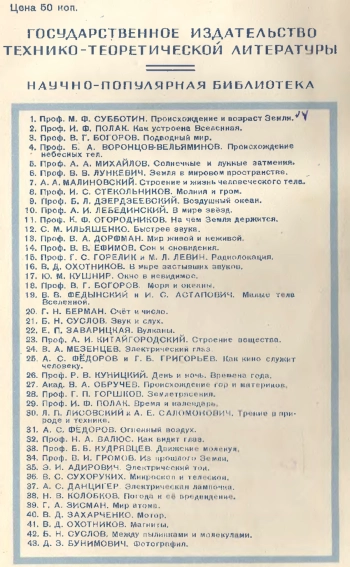 Цена 50 коп.
ГОСУДАРСТВЕННОЕ ИЗДАТЕЛЬСТВО
ТЕХНИКО-ТЕОРЕТИЧЕСКОЙ ЛИТЕРАТУРЫ
НАУЧНО-ПОПУЛЯРНАЯ БИБЛИОТЕКА
1. Проф. М. Ф. СУББОТИН. Происхождение и возраст Земли.
2. Проф. И. Ф. ПОЛАК. Как устроена Вселенная.
3. Проф. В. Г. БОГОРОВ. Подводный мир.
4. Проф. Б. А. ВОРОНЦОВ-ВЕЛЬЯМИНОВ. Происхождение
небесных тел.
5. Проф. А. А. МИХАЙЛОВ. Солнечные и лунные затмения.
6. Проф. В. В. ЛУНКЕВИЧ. Земля в мировом пространстве.
7. А. А. МАЛИНОВСКИЙ. Строение и жизнь человеческого тела.
8. Проф. И. С. СТЕКОЛЬНИКОВ. Молния и гром.
9. Проф. Б. Л. ДЗЕРДЗЕЕВСКИЙ. Воздушный океан.
10. Проф. А. И. ЛЕБЕДИНСКИЙ. В мире звёзд.
11. Проф. К. Ф. ОГОРОДНИКОВ. На чём Земля держится.
12. С. М. ИЛЬЯШЕНКО. Быстрее звука.
13. Проф. В. А. ДОРФМАН. Мир живой и неживой.
14. Проф. В. В. ЕФИМОВ. Сон и сновидения.
15. Проф. Г. С. ГОРЕЛИК и М. Л. ЛЕВИН. Радиолокация.
16. В. Д. ОХОТНИКОВ. В мире застывших звуков.
17. Ю. М. КУШНИР. Окно в невидимое.
18. Проф. В. Г. БОГОРОВ. Моря и океаны.
19. В. В. ФЕДЫНСКИЙ и И. С. АСТАПОВИЧ. Малые тела
Вселенной.
20. Г. Н. БЕРМАН. Счёт и число.
21. Б. Н. СУСЛОВ. Звук и слух.
22. Е. П. ЗАВАРИЦКАЯ. Вулканы.
23. Проф. А. И. КИТАЙГОРОДСКИЙ. Строение вещества.
24. В. А. МЕЗЕНЦЕВ. Электрический глаз.
25. А. С. ФЁДОРОВ и Г. Б. ГРИГОРЬЕВ. Как кино служит
человеку.
26. Проф. Р. В. КУНИЦКИЙ. День и ночь. Времена года.
27. Акад. В. А. ОБРУЧЕВ. Происхождение гор и материков.
28. Проф. Г. П. ГОРШКОВ. Землетрясения.
29. Проф. И. Ф. ПОЛАК. Время и календарь.
30. Л. П. ЛИСОВСКИЙ и А. Е. САЛОМОНОВИЧ. Трение в при-
роде и технике.
31. А. С. ФЕДОРОВ. Огненный воздух.
32. Проф. Н. А. ВАЛЮС. Как видит глаз.
33. Проф. Б. Б. КУДРЯВЦЕВ. Движение молекул.
34. Проф. В. И. ГРОМОВ. Из прошлого Земли.
35. Э. И. АДИРОВИЧ. Электрический ток.
36. В. С. СУХОРУКИХ. Микроскоп и телескоп.
37. А. С. ДАНЦИГЕР. Электрическая лампочка.
38. Н. В. КОЛОБКОВ. Погода и её предвидение.
39. Г. А. ЗИСМАН. Мир атома.
40. В. Д. ЗАХАРЧЕНКО. Мотор.
41. В. Д. ОХОТНИКОВ. Магниты.
42. Б. Н. СУСЛОВ. Между пылинками и молекулами.
43. Д. З. БУНИМОВИЧ. Фотография.